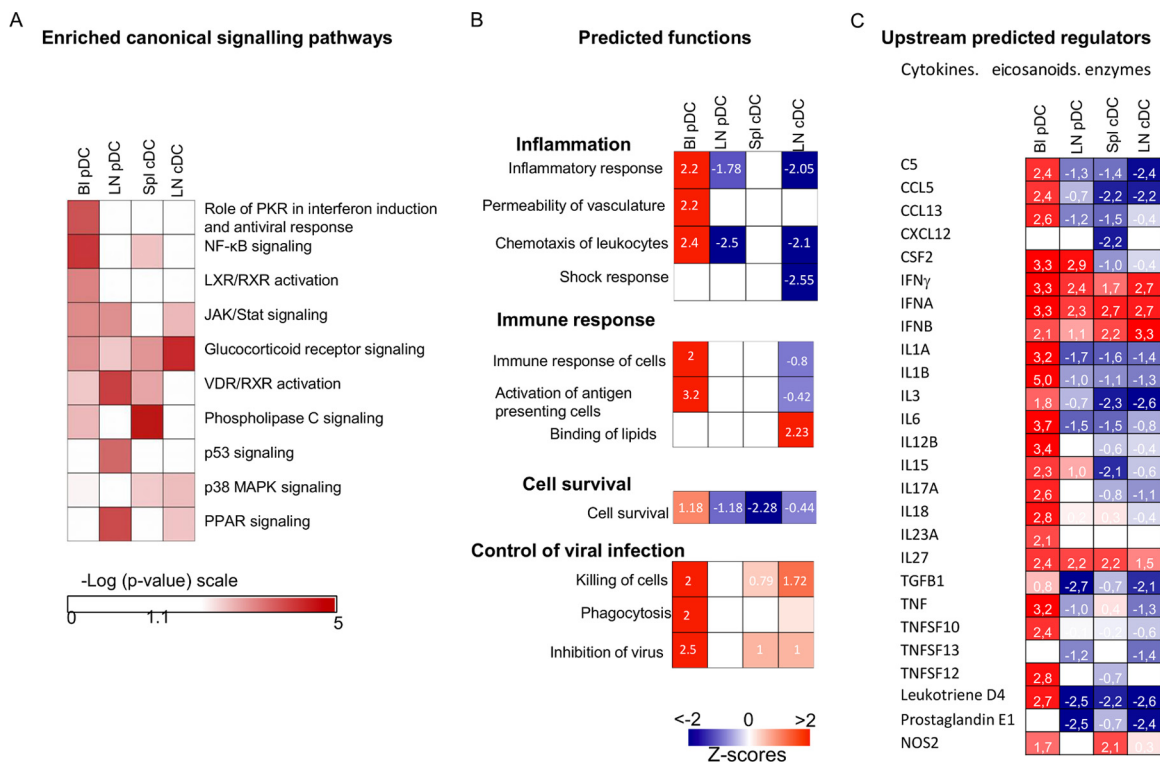 A
Enriched canonical signalling pathways
Bl pDC
LN pDC
Spl cDC
LN cDC
Role of PKR in interferon induction
and antiviral response
NF-κB signaling
LXR/RXR activation
JAK/Stat signaling
Glucocorticoid receptor signaling
VDR/RXR activation
Phospholipase C signaling
p53 signaling
p38 MAPK signaling
PPAR signaling
-Log (p-value) scale
0 1.1 5
B
Predicted functions
Bl pDC
LN pDC
Spl cDC
LN cDC
Inflammation
Inflammatory response 2.2 -1.78 -2.05
Permeability of vasculature 2.2
Chemotaxis of leukocytes 2.4 -2.5 -2.1
Shock response -2.55
Immune response
Immune response of cells 2 -0.8
Activation of antigen
presenting cells 3.2 -0.42
Binding of lipids 2.23
Cell survival
Cell survival 1.18 -1.18 -2.28 -0.44
Control of viral infection
Killing of cells 2 0.79 1.72
Phagocytosis 2
Inhibition of virus 2.5 1 1
<-2 0 >2
Z-scores
C
Upstream predicted regulators
Cytokines. eicosanoids. enzymes
Bl pDC
LN pDC
Spl cDC
LN cDC
C5 2,4 -1,3 -1,4 -2,4
CCL5 2,4 -0,7 -2,2 -2,2
CCL13 2,6 -1,2 -1,5 -0,4
CXCL12 -2,2
CSF2 3,3 2,9 -1,0 -0,4
IFNγ 3,3 2,4 1,7 2,7
IFNA 3,3 2,3 2,7 2,7
IFNB 2,1 1,1 2,2 3,3
IL1A 3,2 -1,7 -1,6 -1,4
IL1B 5,0 -1,0 -1,1 -1,3
IL3 1,8 -0,7 -2,3 -2,6
IL6 3,7 -1,5 -1,5 -0,8
IL12B 3,4 -0,6 -0,4
IL15 2,3 1,0 -2,1 -0,6
IL17A 2,6 -0,8 -1,1
IL18 2,8 0,2 0,3 -0,4
IL23A 2,1
IL27 2,4 2,2 2,2 1,5
TGFB1 0,8 -2,7 -0,7 -2,1
TNF 3,2 -1,0 0,4 -1,3
TNFSF10 2,4 -0,2 -0,6
TNFSF13 -1,2 -1,4
TNFSF12 2,8 -0,7
Leukotriene D4 2,7 -2,5 -2,2 -2,6
Prostaglandin E1 -2,5 -0,7 -2,4
NOS2 1,7 2,1 0,3